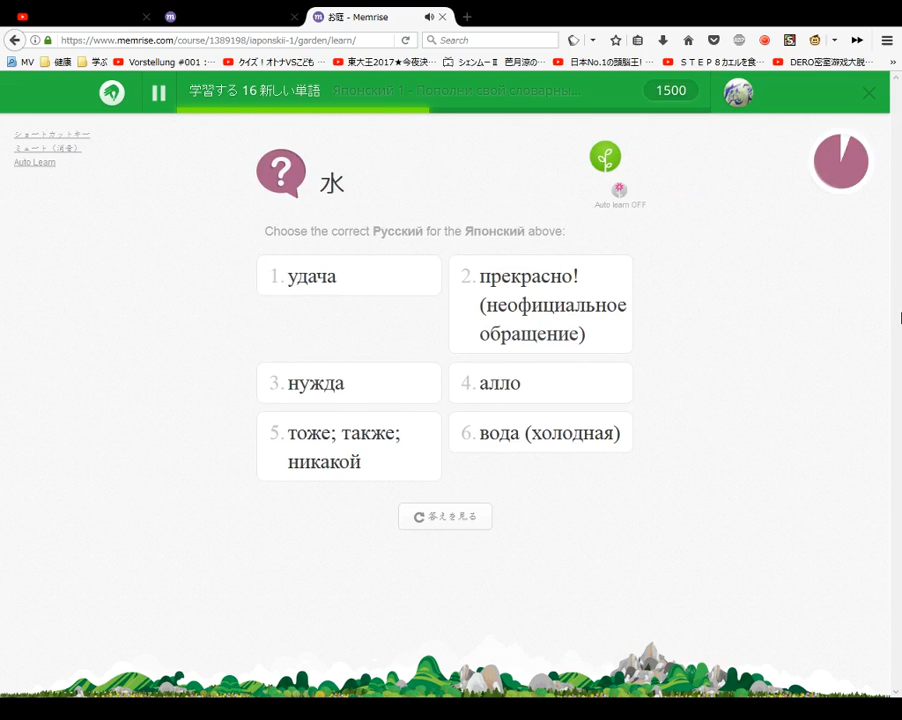 お庭 - Memrise
https://www.memrise.com/course/1389198/iaponskii-1/garden/learn/
Search
MV
健康
学ぶ
Vorstellung #001 : ...
クイズ！オトナVSこども ...
東大王2017★今夜決...
シェンムーⅡ 芭月涼の...
日本No.1の頭脳王! ...
ＳＴＥＰ８カエルを食...
DERO密室游戏大脱...
学習する 16 新しい単語
Японский 1 - Пополни свой словарны...
1500
ショートカットキー
ミュート（消音）
Auto Learn
水
Auto learn OFF
Choose the correct Русский for the Японский above:
1. удача
2. прекрасно!
(неофициальное
обращение)
3. нужда
4. алло
5. тоже; также;
никакой
6. вода (холодная)
答えを見る